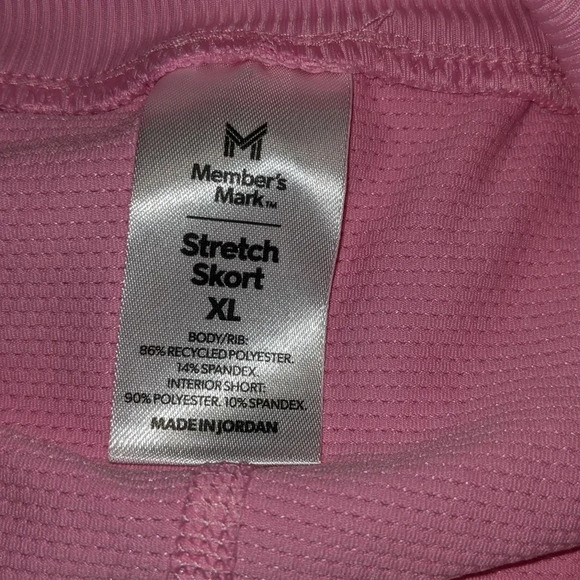 Member's
Mark™
Stretch
Skort
XL
BODY/RIB:
86% RECYCLED POLYESTER.
14% SPANDEX.
INTERIOR SHORT:
90% POLYESTER. 10% SPANDEX.
MADE IN JORDAN